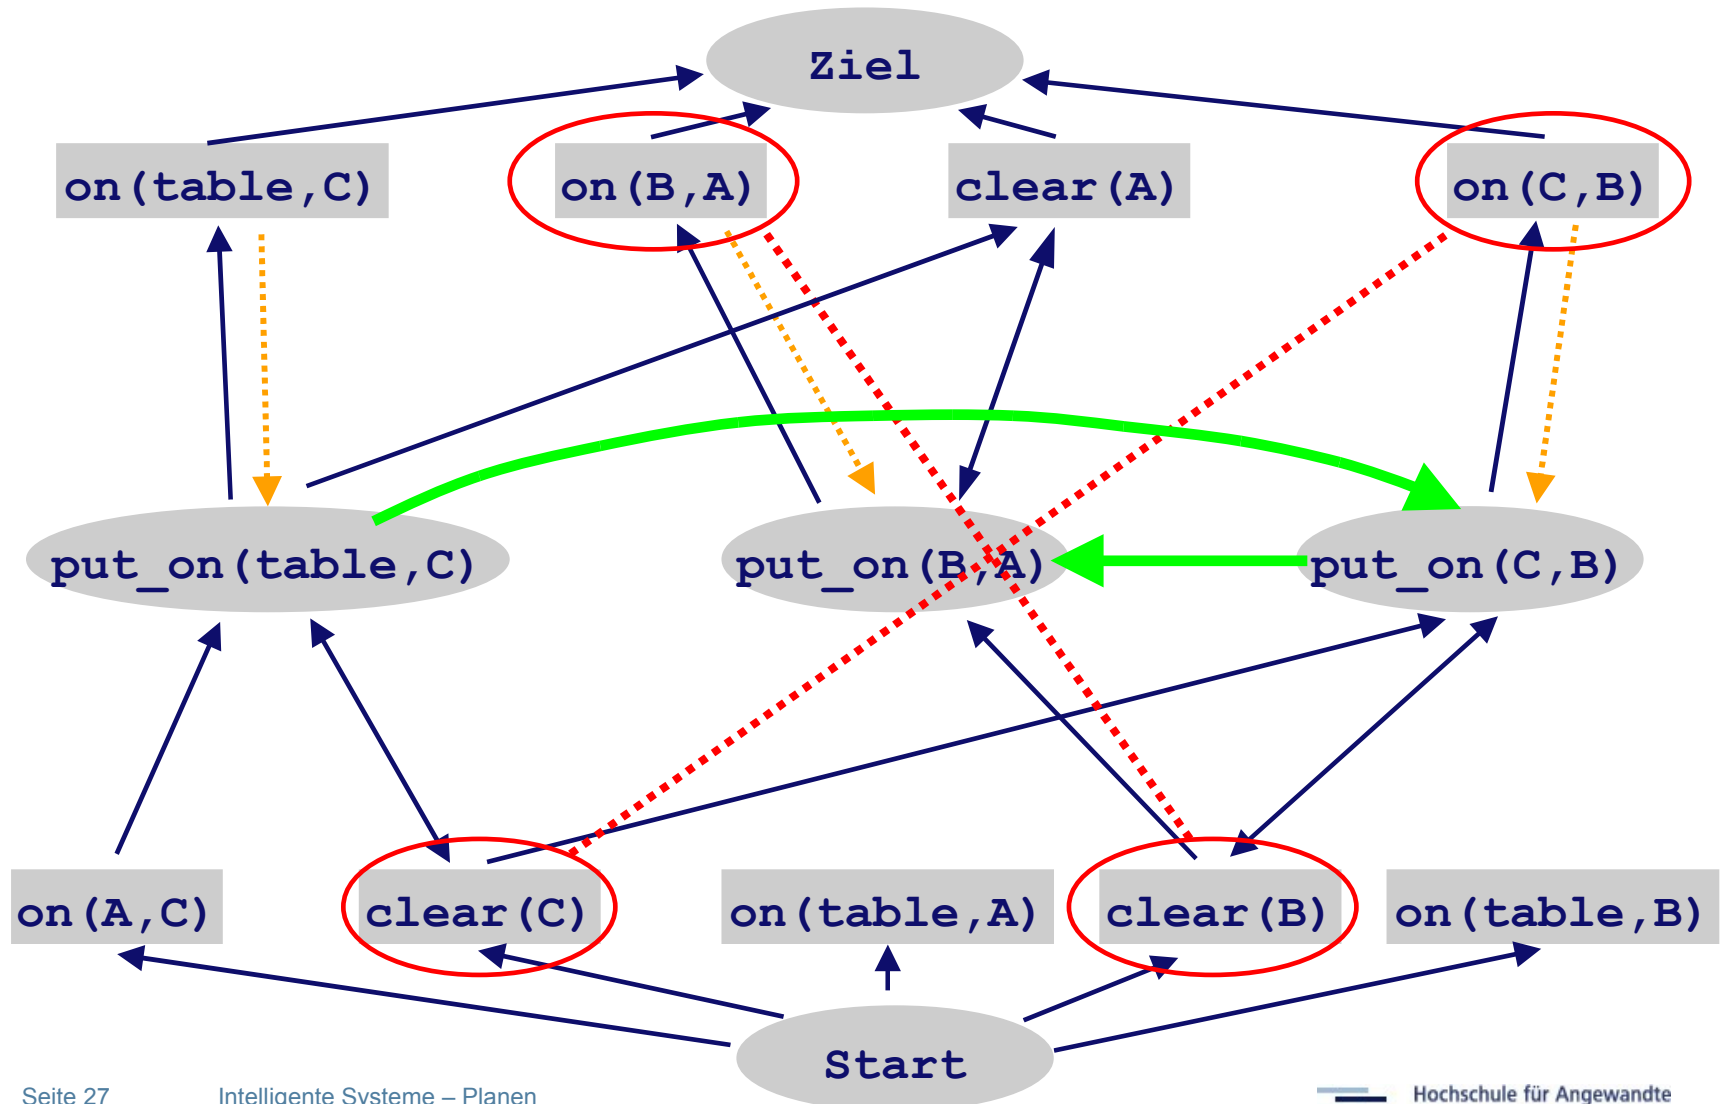 Ziel
on(table,C) on(B,A) clear(A) on(C,B)
put_on(table,C) put_on(B,A) put_on(C,B)
on(A,C) clear(C) on(table,A) clear(B) on(table,B)
Start
Seite 27 Intelligente Systeme – Planen Hochschule für Angewandte